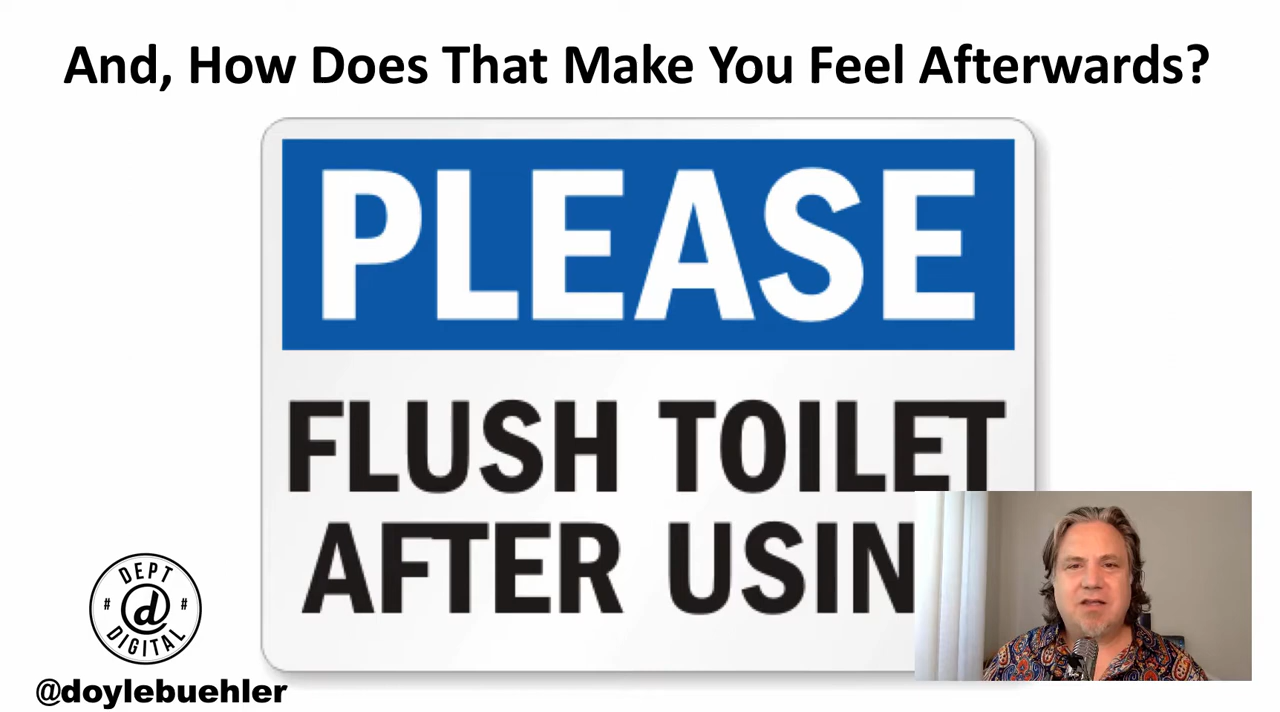 And, How Does That Make You Feel Afterwards?
PLEASE
FLUSH TOILET
AFTER USIN
DEPT
# d #
DIGITAL
@doylebuehler